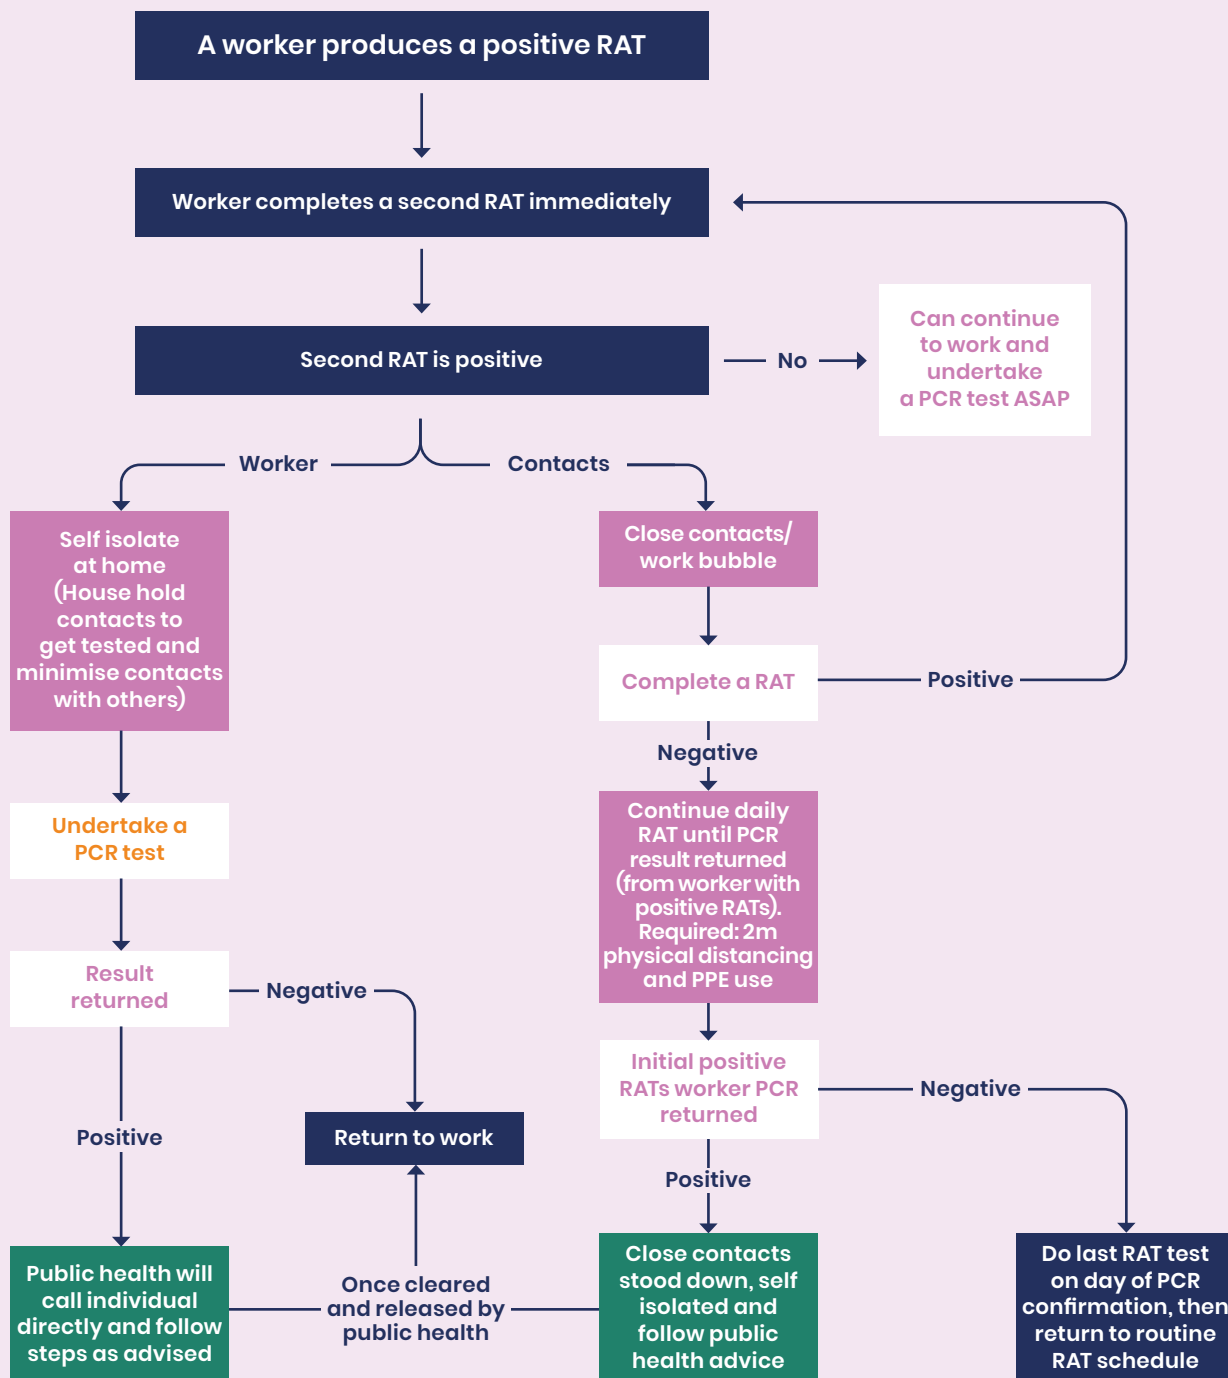 A worker produces a positive RAT
Worker completes a second RAT immediately
Second RAT is positive
No
Can continue
to work and
undertake
a PCR test ASAP
Worker
Contacts
Self isolate
at home
(House hold
contacts to
get tested and
minimise contacts
with others)
Close contacts/
work bubble
Complete a RAT
Positive
Negative
Undertake a
PCR test
Continue daily
RAT until PCR
result returned
(from worker with
positive RATs).
Required: 2m
physical distancing
and PPE use
Result
returned
Negative
Initial positive
RATs worker PCR
returned
Negative
Positive
Return to work
Positive
Public health will
call individual
directly and follow
steps as advised
Once cleared
and released by
public health
Close contacts
stood down, self
isolated and
follow public
health advice
Do last RAT test
on day of PCR
confirmation, then
return to routine
RAT schedule